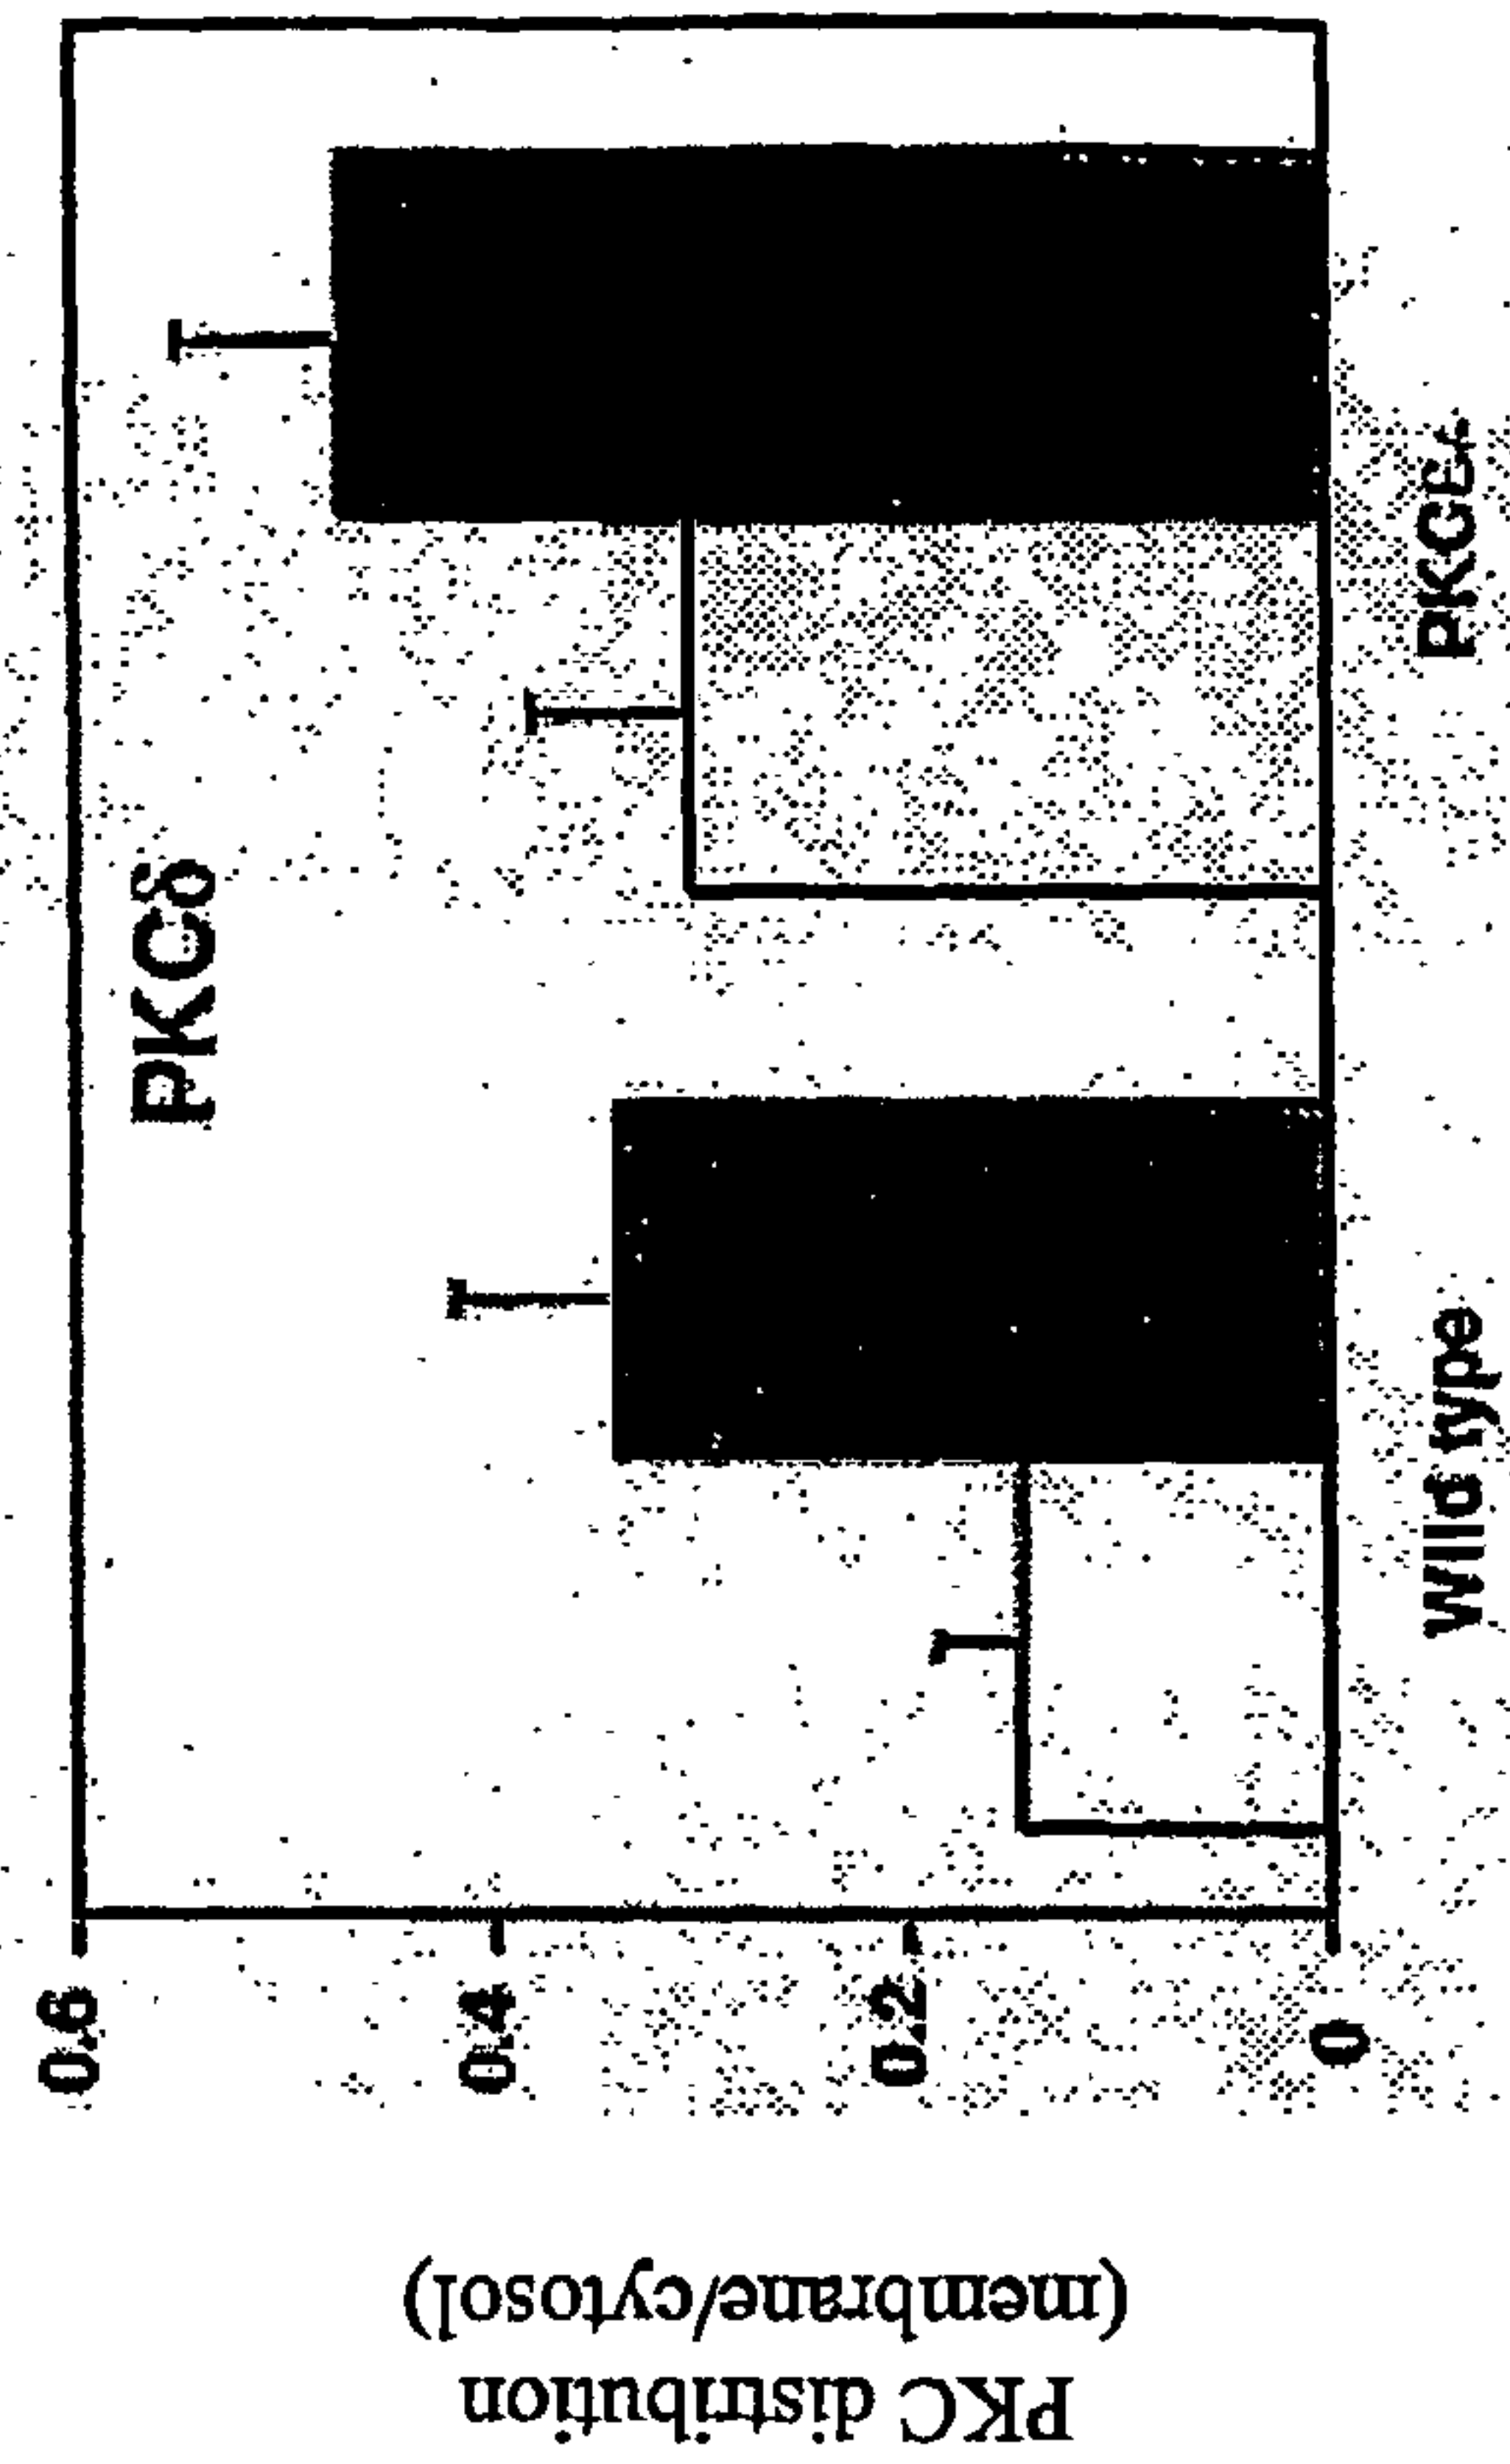 PKC distribution
(membrane/cytosol)
0.6
0.4
0.2
0
PKCδ
Wild type